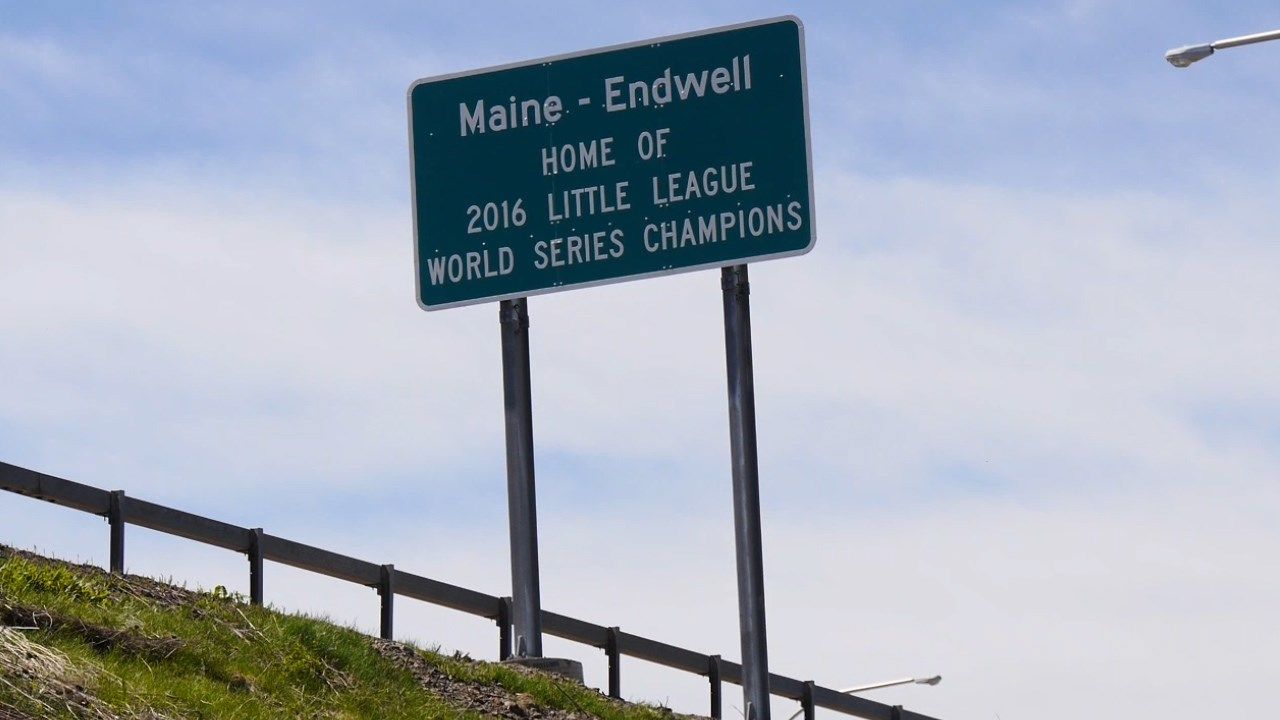 Maine - Endwell
HOME OF
2016 LITTLE LEAGUE
WORLD SERIES CHAMPIONS